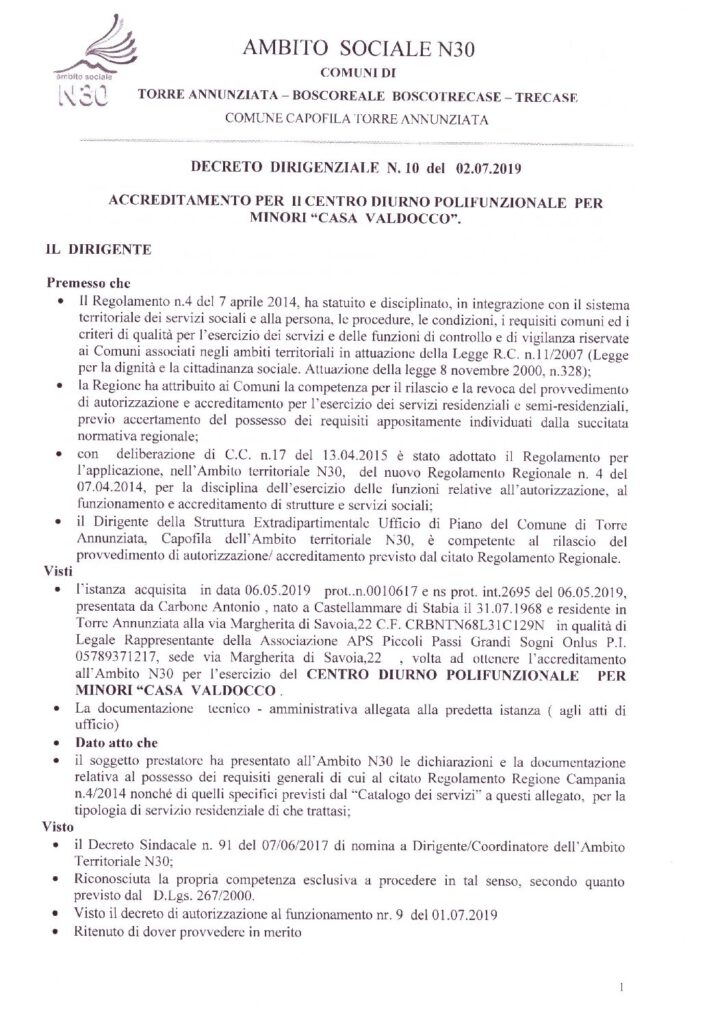 ambito sociale
N30
AMBITO SOCIALE N30
COMUNI DI
TORRE ANNUNZIATA – BOSCOREALE BOSCOTRECASE – TRECASE
COMUNE CAPOFILA TORRE ANNUNZIATA
DECRETO DIRIGENZIALE N. 10 del 02.07.2019
ACCREDITAMENTO PER Il CENTRO DIURNO POLIFUNZIONALE PER
MINORI “CASA VALDOCCO”.
IL DIRIGENTE
Premesso che
• Il Regolamento n.4 del 7 aprile 2014, ha statuito e disciplinato, in integrazione con il sistema
territoriale dei servizi sociali e alla persona, le procedure, le condizioni, i requisiti comuni ed i
criteri di qualità per l’esercizio dei servizi e delle funzioni di controllo e di vigilanza riservate
ai Comuni associati negli ambiti territoriali in attuazione della Legge R.C. n.11/2007 (Legge
per la dignità e la cittadinanza sociale. Attuazione della legge 8 novembre 2000, n.328);
• la Regione ha attribuito ai Comuni la competenza per il rilascio e la revoca del provvedimento
di autorizzazione e accreditamento per l’esercizio dei servizi residenziali e semi-residenziali,
previo accertamento del possesso dei requisiti appositamente individuati dalla succitata
normativa regionale;
• con deliberazione di C.C. n.17 del 13.04.2015 è stato adottato il Regolamento per
l’applicazione, nell’Ambito territoriale N30, del nuovo Regolamento Regionale n. 4 del
07.04.2014, per la disciplina dell’esercizio delle funzioni relative all’autorizzazione, al
funzionamento e accreditamento di strutture e servizi sociali;
• il Dirigente della Struttura Extradipartimentale Ufficio di Piano del Comune di Torre
Annunziata, Capofila dell’Ambito territoriale N30, è competente al rilascio del
provvedimento di autorizzazione/ accreditamento previsto dal citato Regolamento Regionale.
Visti
• l’istanza acquisita in data 06.05.2019 prot..n.0010617 e ns prot. int.2695 del 06.05.2019,
presentata da Carbone Antonio , nato a Castellammare di Stabia il 31.07.1968 e residente in
Torre Annunziata alla via Margherita di Savoia,22 C.F. CRBNTN68L31C129N in qualità di
Legale Rappresentante della Associazione APS Piccoli Passi Grandi Sogni Onlus P.I.
05789371217, sede via Margherita di Savoia,22 , volta ad ottenere l’accreditamento
all’Ambito N30 per l’esercizio del CENTRO DIURNO POLIFUNZIONALE PER
MINORI “CASA VALDOCCO .
• La documentazione tecnico - amministrativa allegata alla predetta istanza ( agli atti di
ufficio)
• Dato atto che
• il soggetto prestatore ha presentato all’Ambito N30 le dichiarazioni e la documentazione
relativa al possesso dei requisiti generali di cui al citato Regolamento Regione Campania
n.4/2014 nonché di quelli specifici previsti dal “Catalogo dei servizi” a questi allegato, per la
tipologia di servizio residenziale di che trattasi;
Visto
• il Decreto Sindacale n. 91 del 07/06/2017 di nomina a Dirigente/Coordinatore dell’Ambito
Territoriale N30;
• Riconosciuta la propria competenza esclusiva a procedere in tal senso, secondo quanto
previsto dal D.Lgs. 267/2000.
• Visto il decreto di autorizzazione al funzionamento nr. 9 del 01.07.2019
• Ritenuto di dover provvedere in merito
1